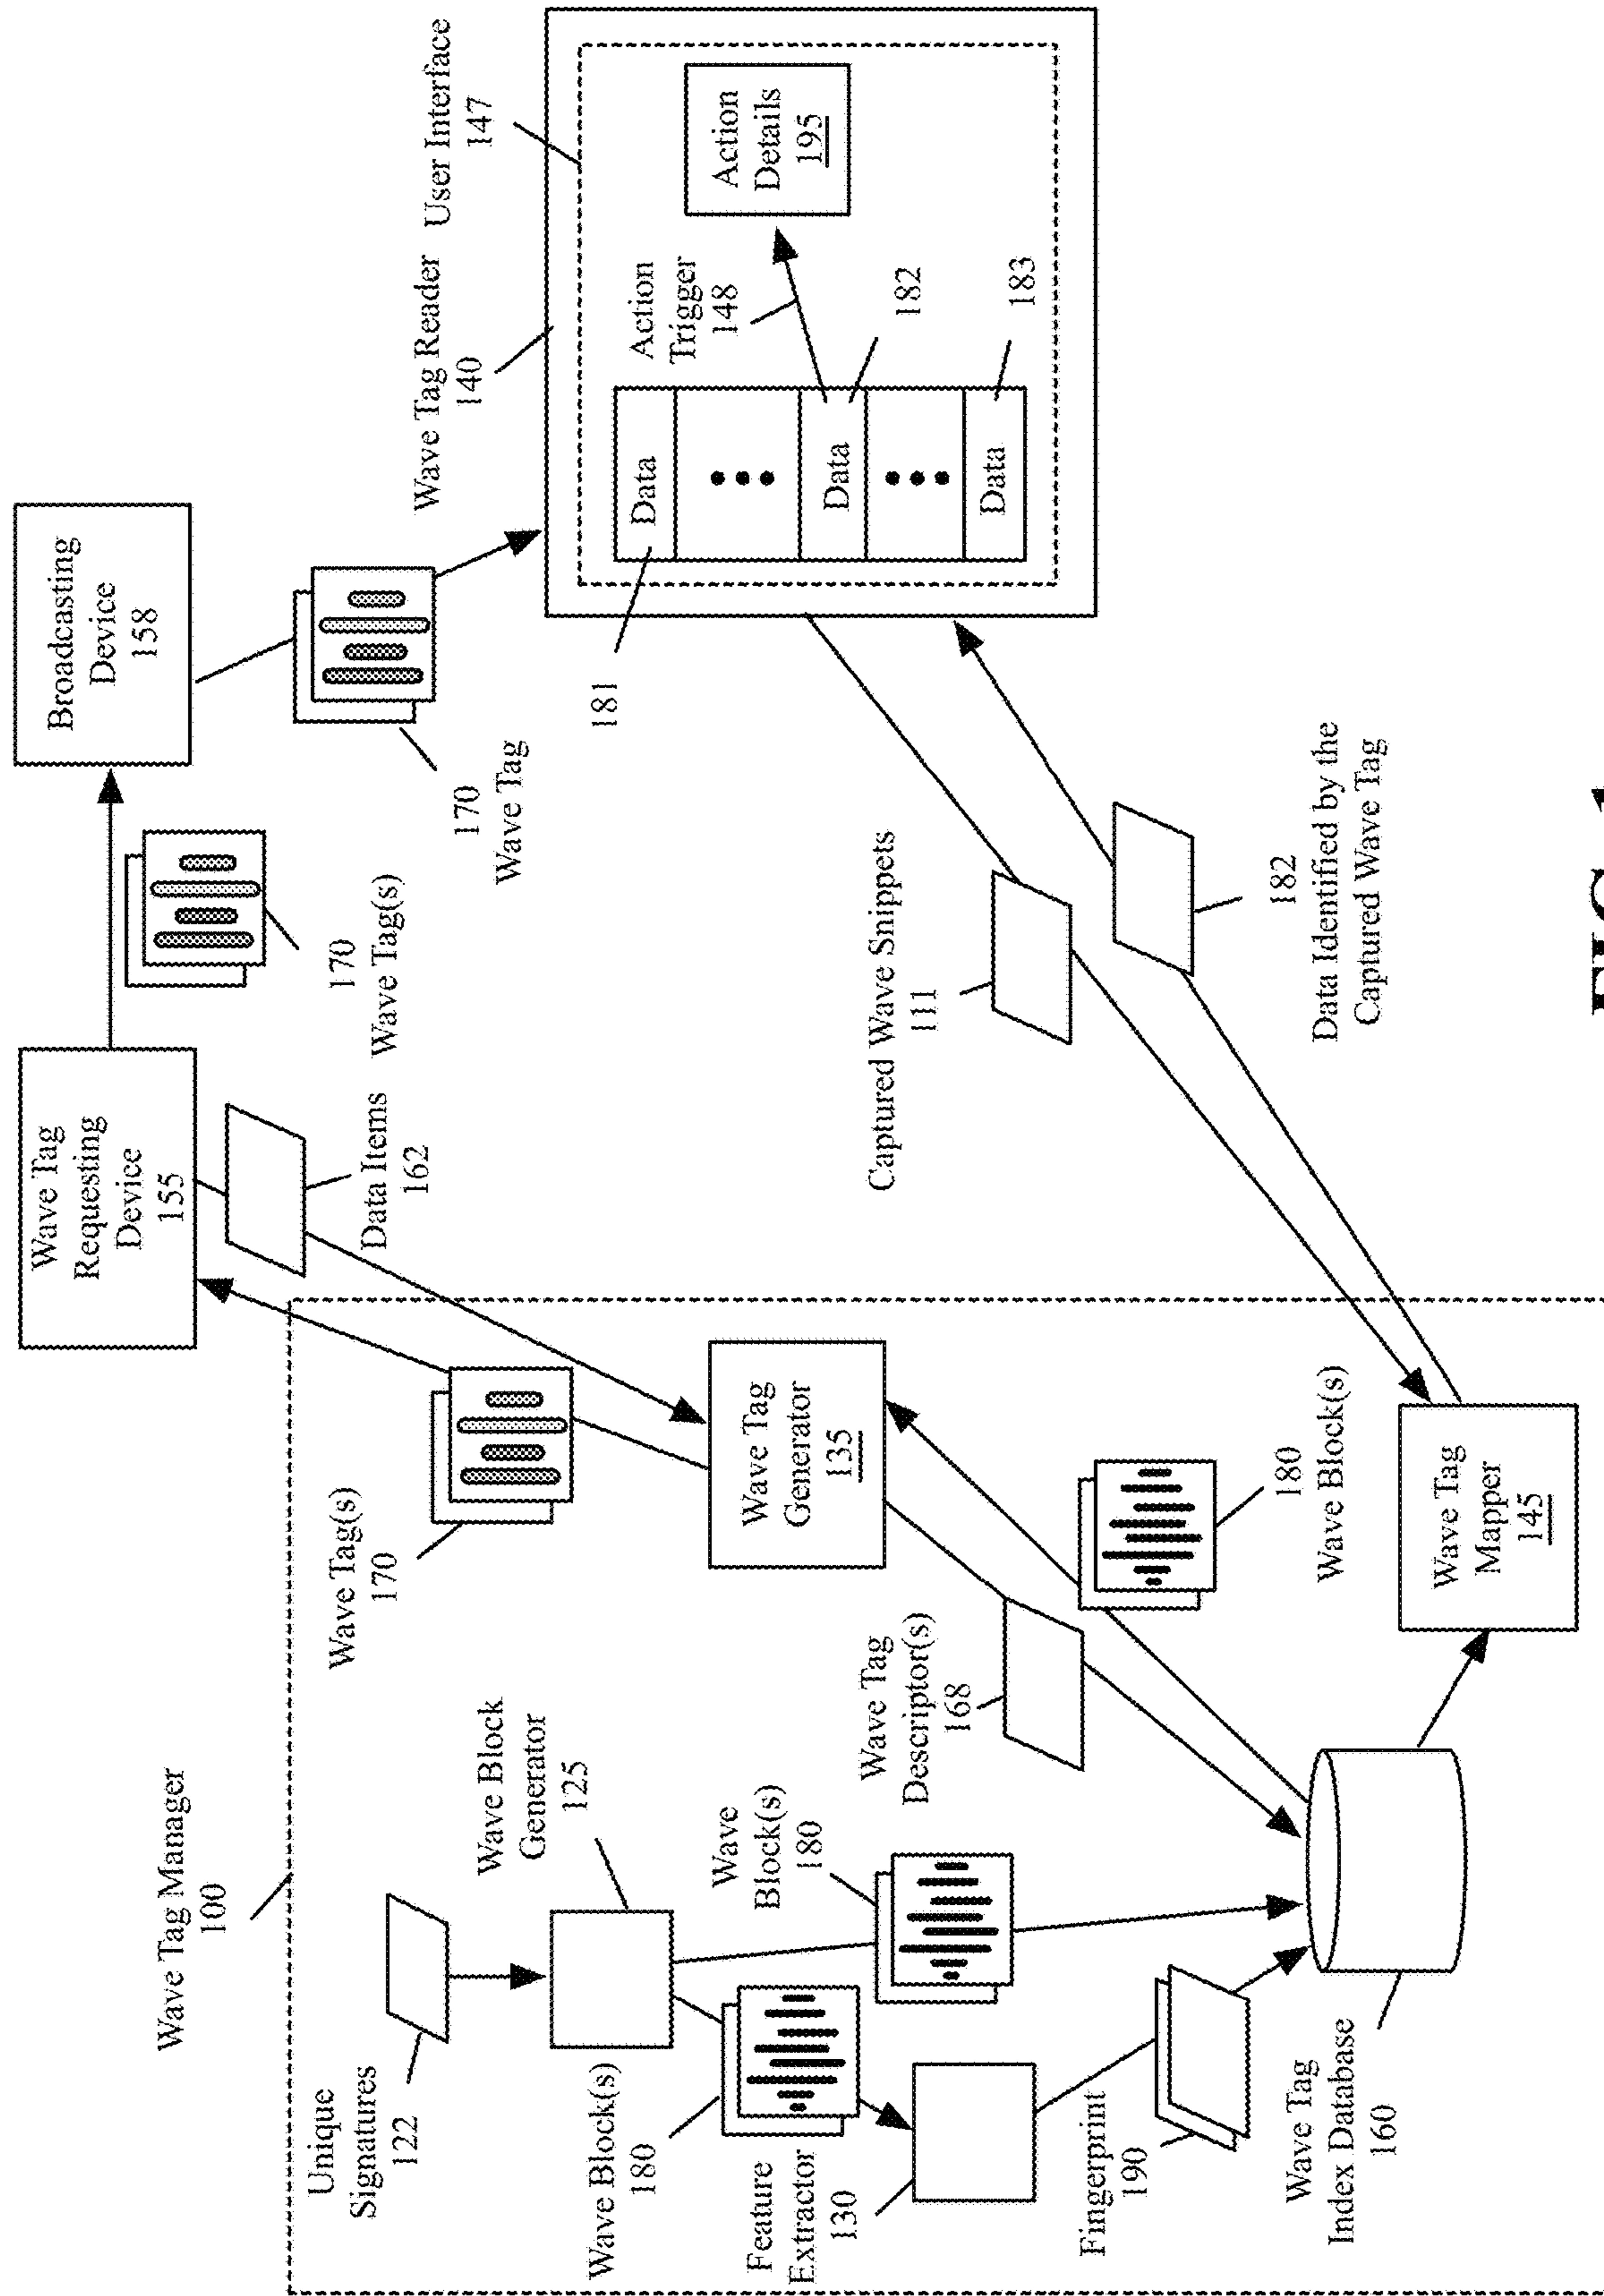 Wave Tag Requesting
Device
155
Broadcasting
Device
158
Wave Tag Manager
100
170
Wave Tag(s)
Data Items
162
170
Wave Tag
Wave Tag(s)
170
Unique
Signatures
122
Wave Block
Generator
125
Wave Tag Reader
140
User Interface
147
Wave Block(s)
180
Wave
Block(s)
180
Feature
Extractor
130
Wave Tag
Generator
135
Wave Tag
Descriptor(s)
168
181
Data
Data
Data
Action
Trigger
148
Action
Details
195
182
183
Captured Wave Snippets
111
Fingerprint
190
180
Wave Block(s)
182
Data Identified by the
Captured Wave Tag
Wave Tag
Index Database
160
Wave Tag
Mapper
145